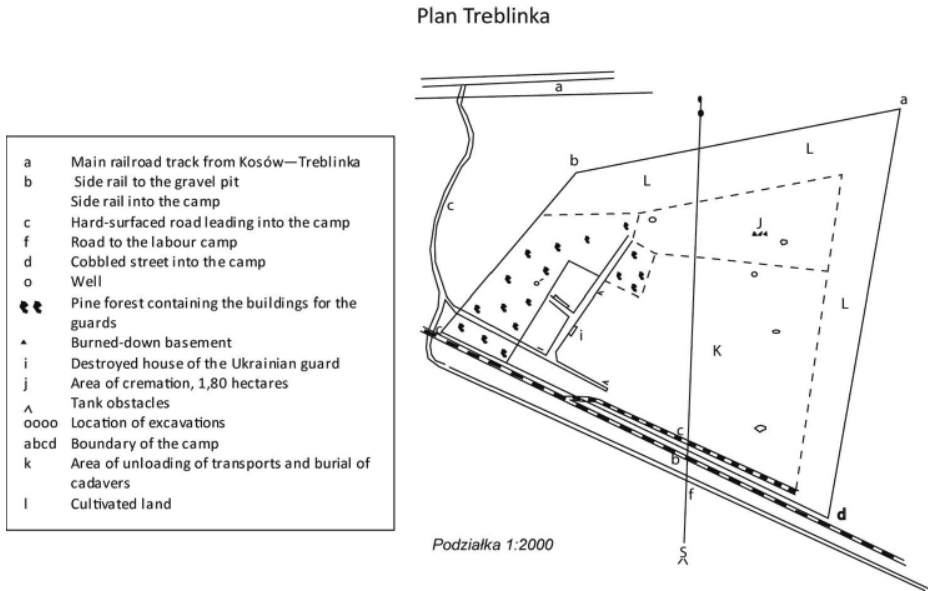 Plan Treblinka
a Main railroad track from Kosów—Treblinka
b Side rail to the gravel pit
Side rail into the camp
c Hard-surfaced road leading into the camp
f Road to the labour camp
d Cobbled street into the camp
o Well
Pine forest containing the buildings for the
guards
Burned-down basement
i Destroyed house of the Ukrainian guard
j Area of cremation, 1,80 hectares
Tank obstacles
oooo Location of excavations
abcd Boundary of the camp
k Area of unloading of transports and burial of
cadavers
l Cultivated land
a
a
b
L
L
c
J
L
i
K
c
c
b
f
d
S
Podziałka 1:2000